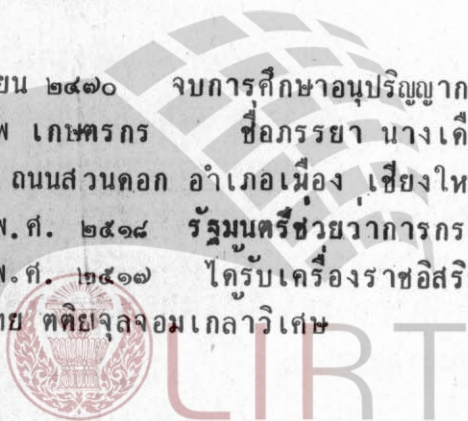 ยน ๒๔๗๐ จบการศึกษาอนุปริญญาก
พ เกษตรกร ชื่อภรรยา นางเดื
ถนนสวนดอก อำเภอเมือง เชียงให
พ.ศ. ๒๕๑๘ รัฐมนตรีช่วยว่าการกร
พ.ศ. ๒๕๑๗ ได้รับเครื่องราชอิสริ
าย ตติยจุลจอมเกล้าวิเศษ
LIRT